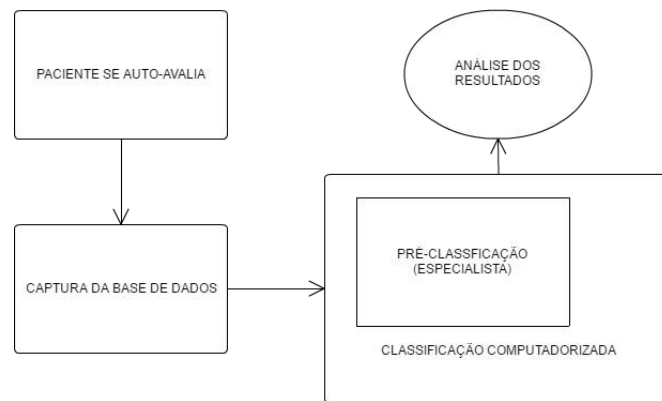 PACIENTE SE AUTO-AVALIA
ANÁLISE DOS
RESULTADOS
CAPTURA DA BASE DE DADOS
PRÉ-CLASSFICAÇÃO
(ESPECIALISTA)
CLASSIFICAÇÃO COMPUTADORIZADA